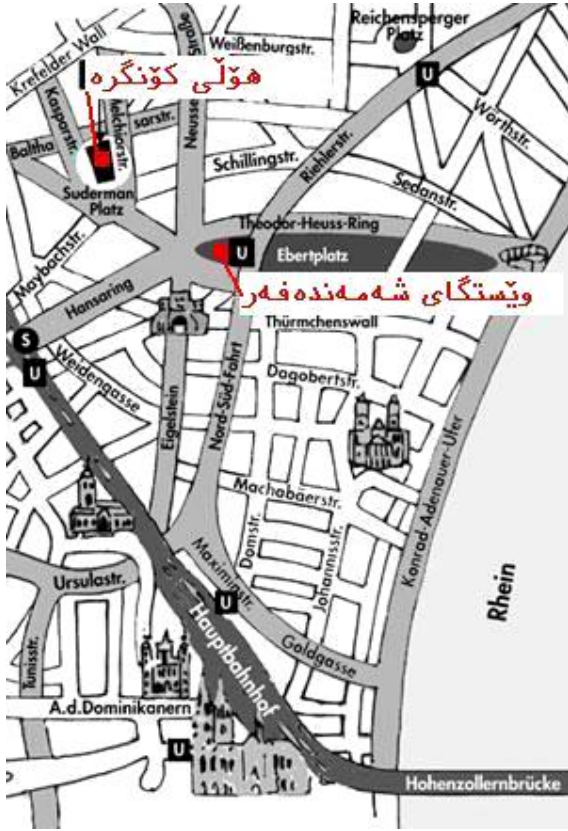 Reichensperger
Platz
Krefelder Wall
Neusser Straße
Weißenburgstr.
U
هۆڵی کۆنگرە
Kasparstr.
Melchiorstr.
Balthasarstr.
Wörthstr.
Schillingstr.
Riehlerstr.
Sedanstr.
Suderman
Platz
Theodor-Heuss-Ring
U
Ebertplatz
Maybachstr.
Hansaring
وێستگای شەمەندەفەر
Thürmchenswall
S
U
Weidengasse
Eigelstein
Nord-Süd-Fahrt
Dagobertstr.
Machabäerstr.
Konrad-Adenauer-Ufer
Domstr.
Johannisstr.
Maximinstr.
Ursulastr.
U
Rhein
Tunisstr.
Goldgasse
Hauptbahnhof
A.d.Dominikanern
U
Hohenzollernbrücke